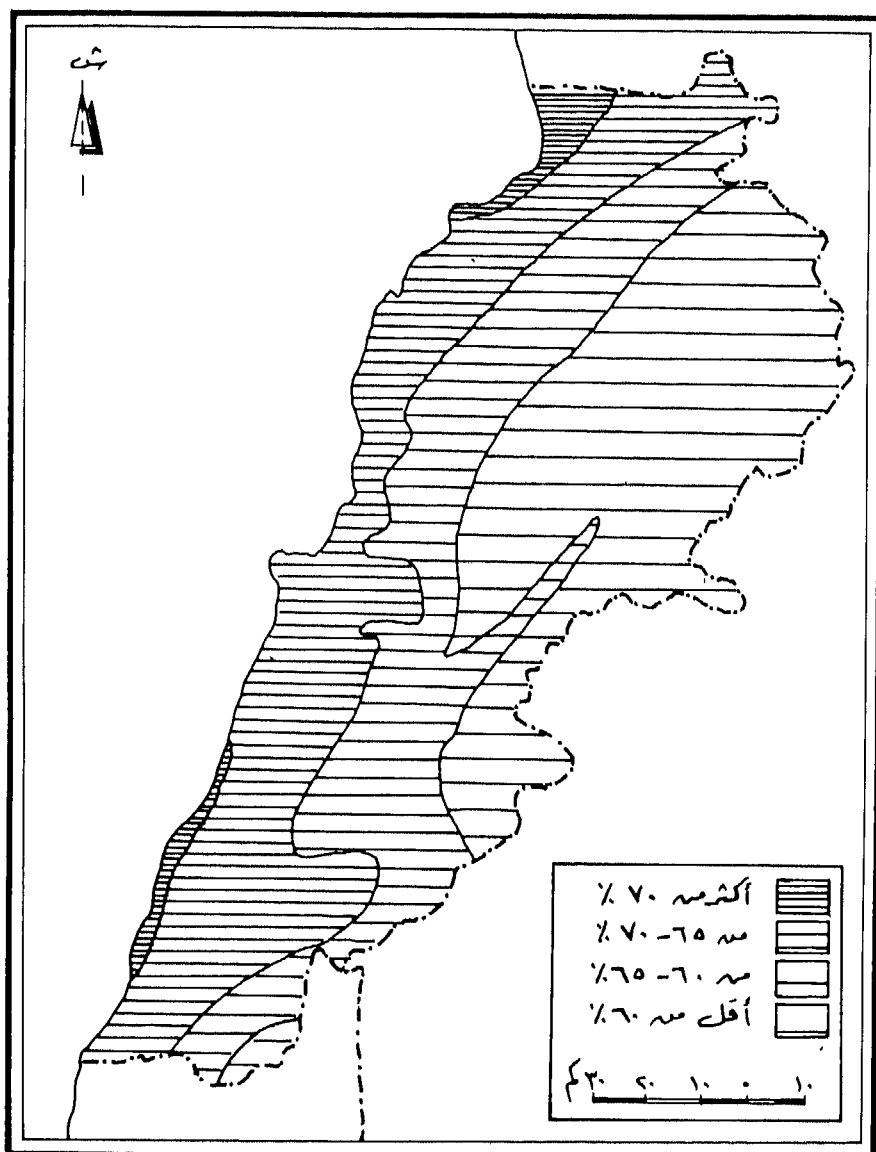 ش
أكثر من ٧٠ ٪
من ٦٥-٧٠ ٪
من ٦٠-٦٥ ٪
أقل من ٦٠ ٪
١٠ ٠ ١٠ ٢٠ ٣٠ كم